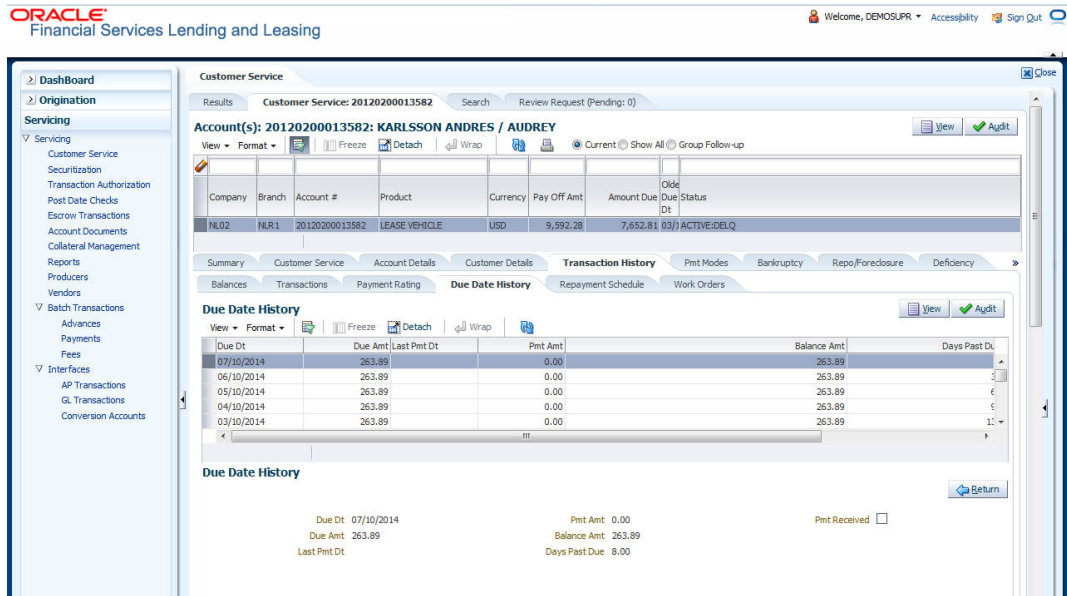 ORACLE®
Financial Services Lending and Leasing
Welcome, DEMOSUPR Accessibility Sign Out
Close
DashBoard
Origination
Servicing
Servicing
Customer Service
Securitization
Transaction Authorization
Post Date Checks
Escrow Transactions
Account Documents
Collateral Management
Reports
Producers
Vendors
Batch Transactions
Advances
Payments
Fees
Interfaces
AP Transactions
GL Transactions
Conversion Accounts
Customer Service
Results Customer Service: 20120200013582 Search Review Request (Pending: 0)
Account(s): 20120200013582: KARLSSON ANDRES / AUDREY View Audit
View Format Freeze Detach Wrap Current Show All Group Follow-up
Company Branch Account # Product Currency Pay Off Amt Amount Due Olde Due Dt Status
NL02 NLR1 20120200013582 LEASE VEHICLE USD 9,592.28 7,652.81 03/1 ACTIVE:DELQ
Summary Customer Service Account Details Customer Details Transaction History Pmt Modes Bankruptcy Repo/Foreclosure Deficiency »
Balances Transactions Payment Rating Due Date History Repayment Schedule Work Orders
Due Date History View Audit
View Format Freeze Detach Wrap
Due Dt Due Amt Last Pmt Dt Pmt Amt Balance Amt Days Past Du
07/10/2014 263.89 0.00 263.89
06/10/2014 263.89 0.00 263.89
05/10/2014 263.89 0.00 263.89
04/10/2014 263.89 0.00 263.89
03/10/2014 263.89 0.00 263.89
Due Date History
Return
Due Dt 07/10/2014 Pmt Amt 0.00 Pmt Received
Due Amt 263.89 Balance Amt 263.89
Last Pmt Dt Days Past Due 8.00